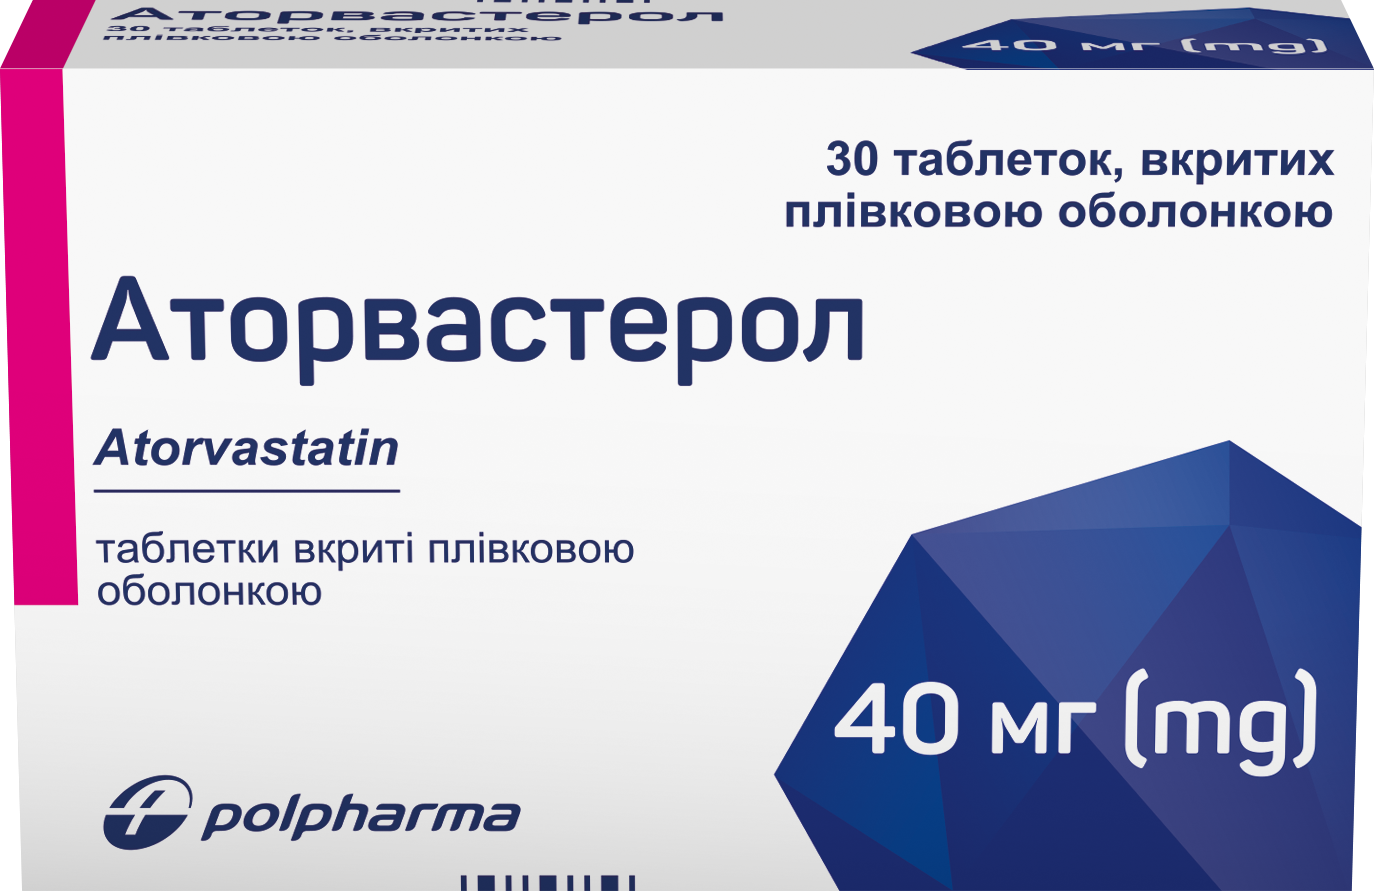 Аторвастерол
30 таблеток, вкритих
плівковою оболонкою
40 мг (mg)
30 таблеток, вкритих
плівковою оболонкою
Аторвастерол
Atorvastatin
таблетки вкриті плівковою
оболонкою
40 мг (mg)
polpharma